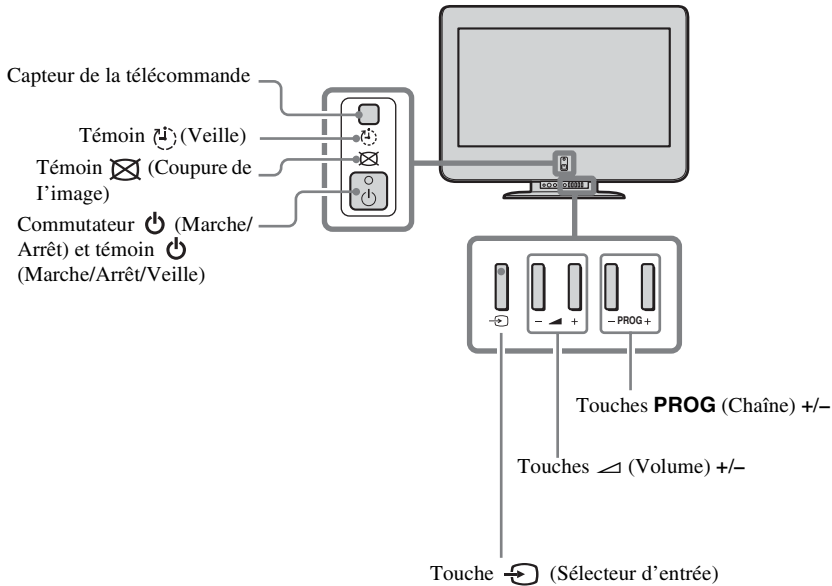 Capteur de la télécommande
Témoin (Veille)
Témoin (Coupure de
l'image)
Commutateur (Marche/
Arrêt) et témoin
(Marche/Arrêt/Veille)
– +
– PROG +
Touches PROG (Chaîne) +/–
Touches (Volume) +/–
Touche (Sélecteur d'entrée)